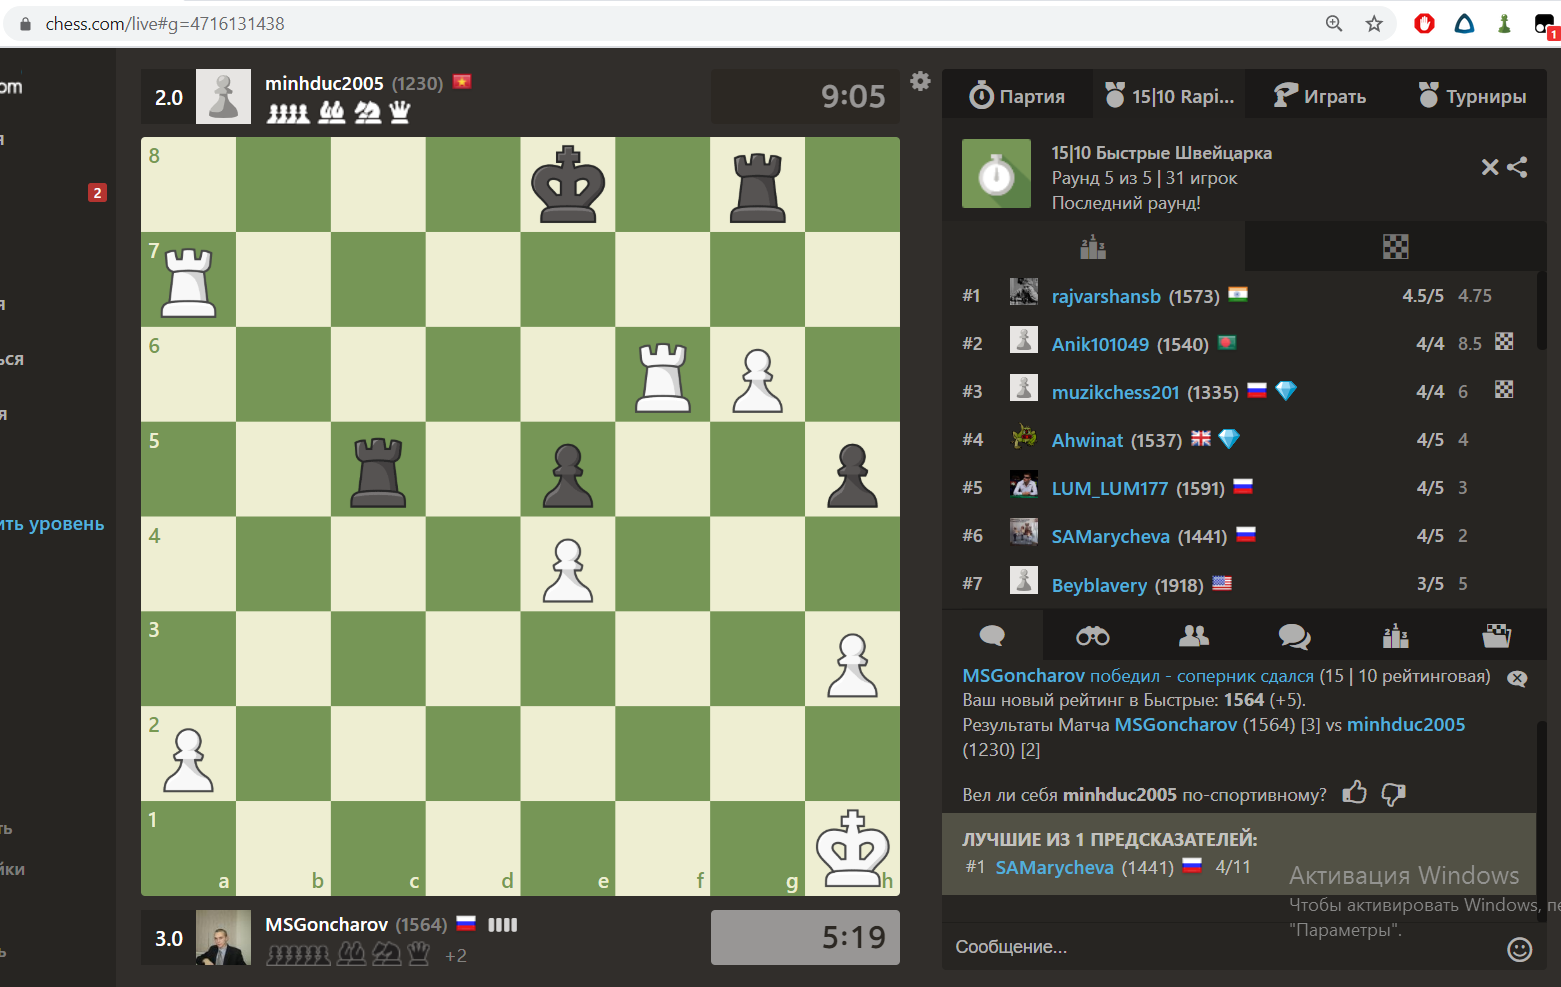 chess.com/live#g=4716131438
1
om
я
2
я
ься
я
ить уровень
ть
йки
ь
2.0
minhduc2005 (1230)
9:05
8
7
6
5
4
3
2
1
a b c d e f g h
3.0
MSGoncharov (1564)
+2
5:19
Партия
15|10 Rapi...
Играть
Турниры
15|10 Быстрые Швейцарка
Раунд 5 из 5 | 31 игрок
Последний раунд!
#1 rajvarshansb (1573) 4.5/5 4.75
#2 Anik101049 (1540) 4/4 8.5
#3 muzikchess201 (1335) 4/4 6
#4 Ahwinat (1537) 4/5 4
#5 LUM_LUM177 (1591) 4/5 3
#6 SAMarycheva (1441) 4/5 2
#7 Beyblavery (1918) 3/5 5
MSGoncharov победил - соперник сдался (15 | 10 рейтинговая)
Ваш новый рейтинг в Быстрые: 1564 (+5).
Результаты Матча MSGoncharov (1564) [3] vs minhduc2005
(1230) [2]
Вел ли себя minhduc2005 по-спортивному?
ЛУЧШИЕ ИЗ 1 ПРЕДСКАЗАТЕЛЕЙ:
#1 SAMarycheva (1441) 4/11
Активация Windows
Чтобы активировать Windows, пе
"Параметры".
Сообщение...